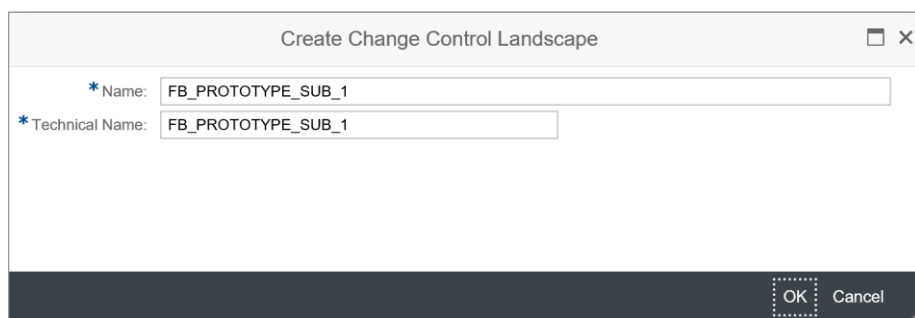 Create Change Control Landscape
*Name: FB_PROTOTYPE_SUB_1
*Technical Name: FB_PROTOTYPE_SUB_1
OK Cancel